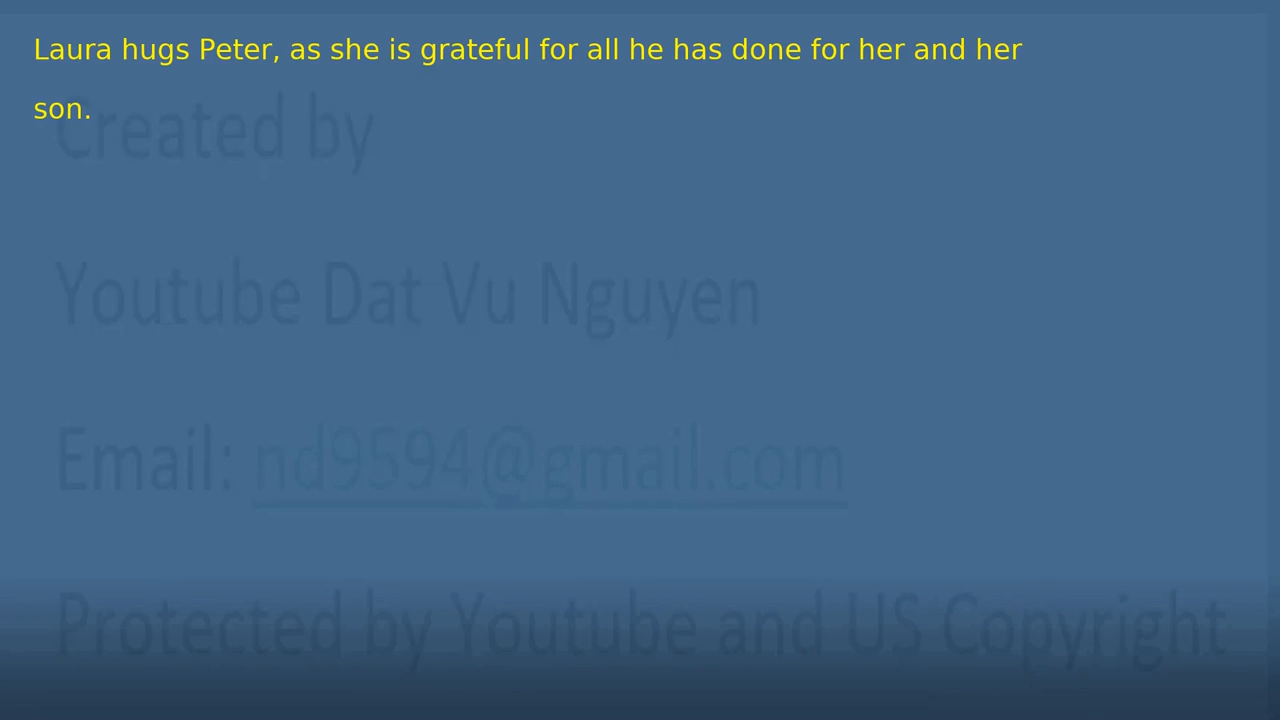 Laura hugs Peter, as she is grateful for all he has done for her and her
son.
Created by
Youtube Dat Vu Nguyen
Email: nd9594@gmail.com
Protected by Youtube and US Copyright